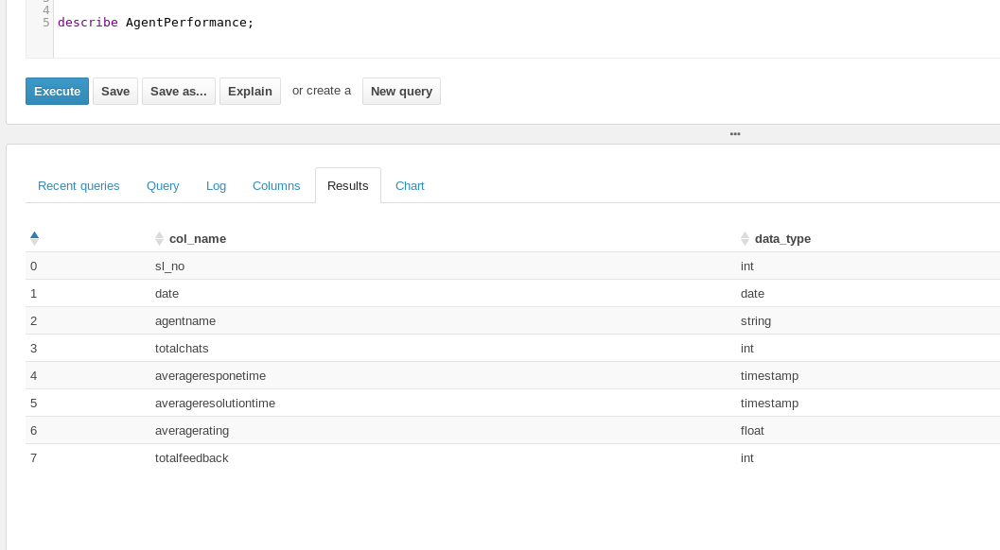 4
5 describe AgentPerformance;
Execute Save Save as... Explain or create a New query
Recent queries Query Log Columns Results Chart
col_name data_type
0 sl_no int
1 date date
2 agentname string
3 totalchats int
4 averageresponetime timestamp
5 averageresolutiontime timestamp
6 averagerating float
7 totalfeedback int